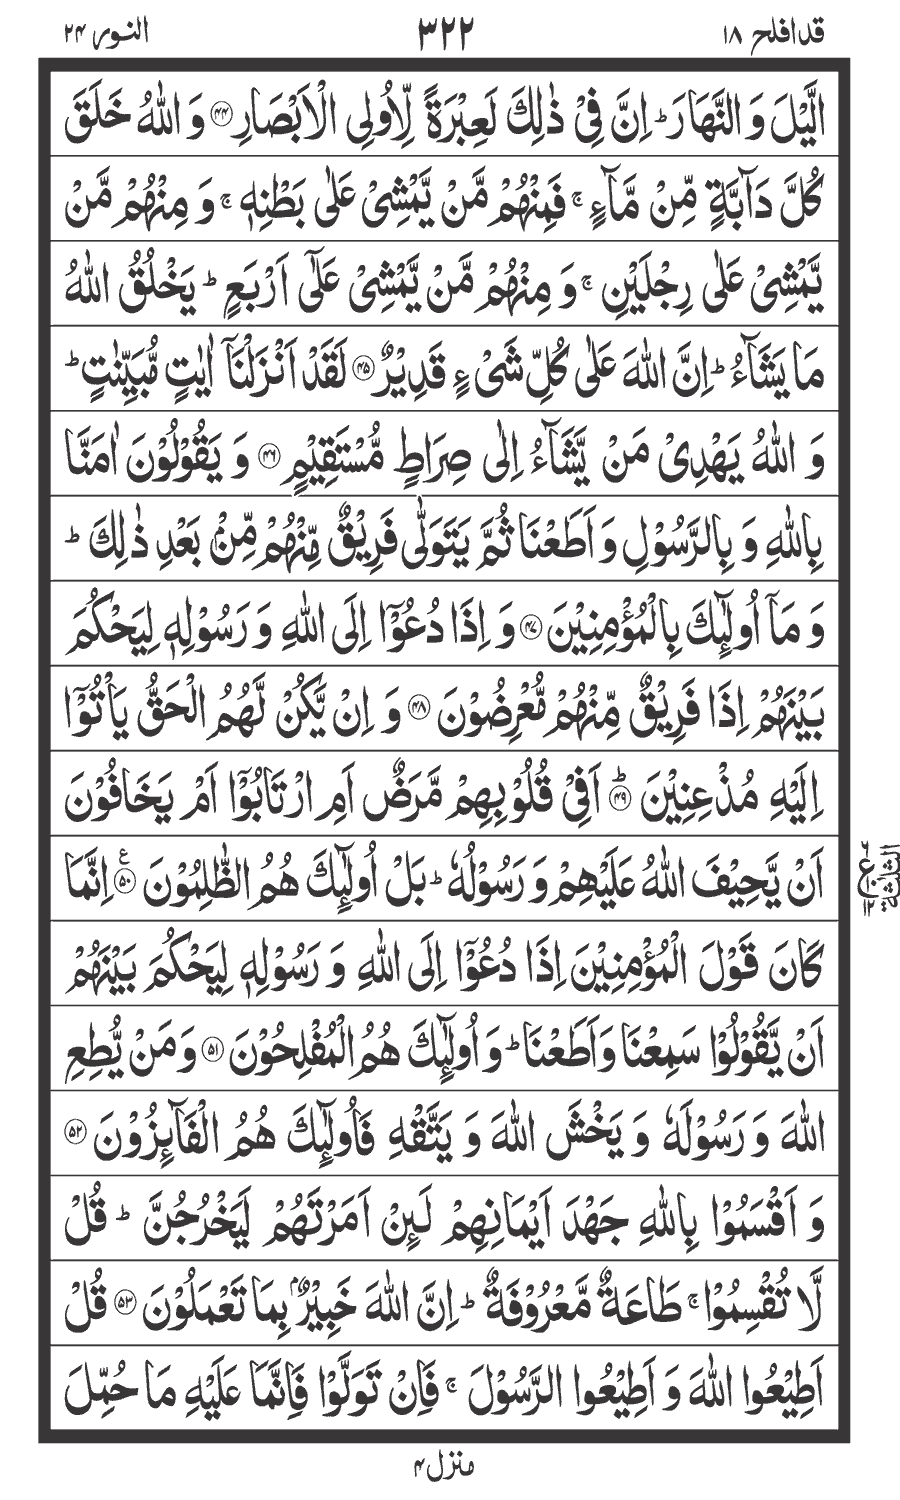 قد افلح ۱۸ ۳۲۲ النور ۲۴
الَّیْلَ وَ النَّهَارَ ؕ اِنَّ فِیْ ذٰلِكَ لَعِبْرَةً لِّاُولِی الْاَبْصَارِ ۴۴ وَ اللّٰهُ خَلَقَ
كُلَّ دَآبَّةٍ مِّنْ مَّآءٍ ۚ فَمِنْهُمْ مَّنْ یَّمْشِیْ عَلٰی بَطْنِهٖ ۚ وَ مِنْهُمْ مَّنْ
یَّمْشِیْ عَلٰی رِجْلَیْنِ ۚ وَ مِنْهُمْ مَّنْ یَّمْشِیْ عَلٰۤی اَرْبَعٍ ؕ یَخْلُقُ اللّٰهُ
مَا یَشَآءُ ؕ اِنَّ اللّٰهَ عَلٰی كُلِّ شَیْءٍ قَدِیْرٌ ۴۵ لَقَدْ اَنْزَلْنَاۤ اٰیٰتٍ مُّبَیِّنٰتٍ ؕ
وَ اللّٰهُ یَهْدِیْ مَنْ یَّشَآءُ اِلٰی صِرَاطٍ مُّسْتَقِیْمٍ ۴۶ وَ یَقُوْلُوْنَ اٰمَنَّا
بِاللّٰهِ وَ بِالرَّسُوْلِ وَ اَطَعْنَا ثُمَّ یَتَوَلّٰی فَرِیْقٌ مِّنْهُمْ مِّنْۢ بَعْدِ ذٰلِكَ ؕ
وَ مَاۤ اُولٰٓىِٕكَ بِالْمُؤْمِنِیْنَ ۴۷ وَ اِذَا دُعُوْۤا اِلَی اللّٰهِ وَ رَسُوْلِهٖ لِیَحْكُمَ
بَیْنَهُمْ اِذَا فَرِیْقٌ مِّنْهُمْ مُّعْرِضُوْنَ ۴۸ وَ اِنْ یَّكُنْ لَّهُمُ الْحَقُّ یَاْتُوْۤا
اِلَیْهِ مُذْعِنِیْنَ ؕ ۴۹ اَفِیْ قُلُوْبِهِمْ مَّرَضٌ اَمِ ارْتَابُوْۤا اَمْ یَخَافُوْنَ
اَنْ یَّحِیْفَ اللّٰهُ عَلَیْهِمْ وَ رَسُوْلُهٗ ؕ بَلْ اُولٰٓىِٕكَ هُمُ الظّٰلِمُوْنَ ع ۵۰ اِنَّمَا
كَانَ قَوْلَ الْمُؤْمِنِیْنَ اِذَا دُعُوْۤا اِلَی اللّٰهِ وَ رَسُوْلِهٖ لِیَحْكُمَ بَیْنَهُمْ
اَنْ یَّقُوْلُوْا سَمِعْنَا وَ اَطَعْنَا ؕ وَ اُولٰٓىِٕكَ هُمُ الْمُفْلِحُوْنَ ۵۱ وَ مَنْ یُّطِعِ
اللّٰهَ وَ رَسُوْلَهٗ وَ یَخْشَ اللّٰهَ وَ یَتَّقْهِ فَاُولٰٓىِٕكَ هُمُ الْفَآىِٕزُوْنَ ۵۲
وَ اَقْسَمُوْا بِاللّٰهِ جَهْدَ اَیْمَانِهِمْ لَىِٕنْ اَمَرْتَهُمْ لَیَخْرُجُنَّ ؕ قُلْ
لَّا تُقْسِمُوْا ۚ طَاعَةٌ مَّعْرُوْفَةٌ ؕ اِنَّ اللّٰهَ خَبِیْرٌۢ بِمَا تَعْمَلُوْنَ ۵۳ قُلْ
اَطِیْعُوا اللّٰهَ وَ اَطِیْعُوا الرَّسُوْلَ ۚ فَاِنْ تَوَلَّوْا فَاِنَّمَا عَلَیْهِ مَا حُمِّلَ
منزل ۴